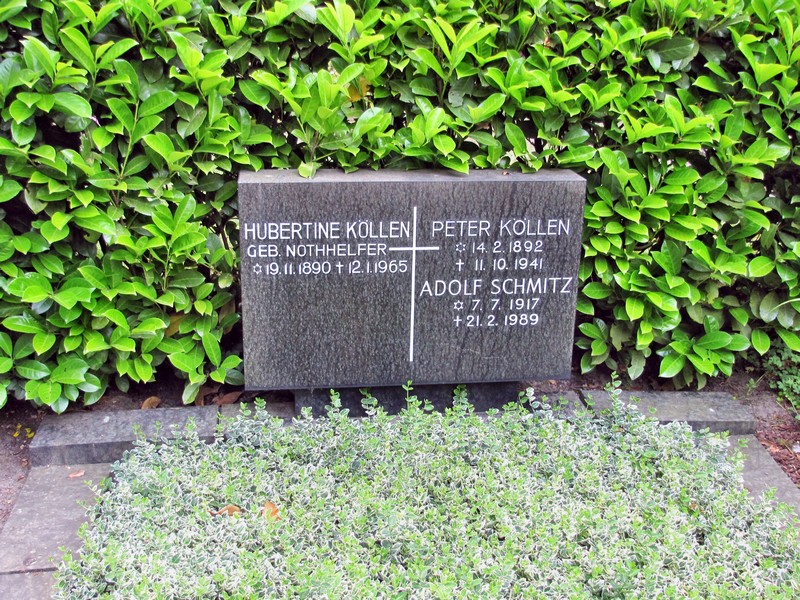 HUBERTINE KÖLLEN
GEB. NOTHHELFER
✡ 19.11.1890 ✝ 12.1.1965
PETER KÖLLEN
✡ 14. 2. 1892
✝ 11. 10. 1941
ADOLF SCHMITZ
✡ 7. 7. 1917
✝ 21. 2. 1989